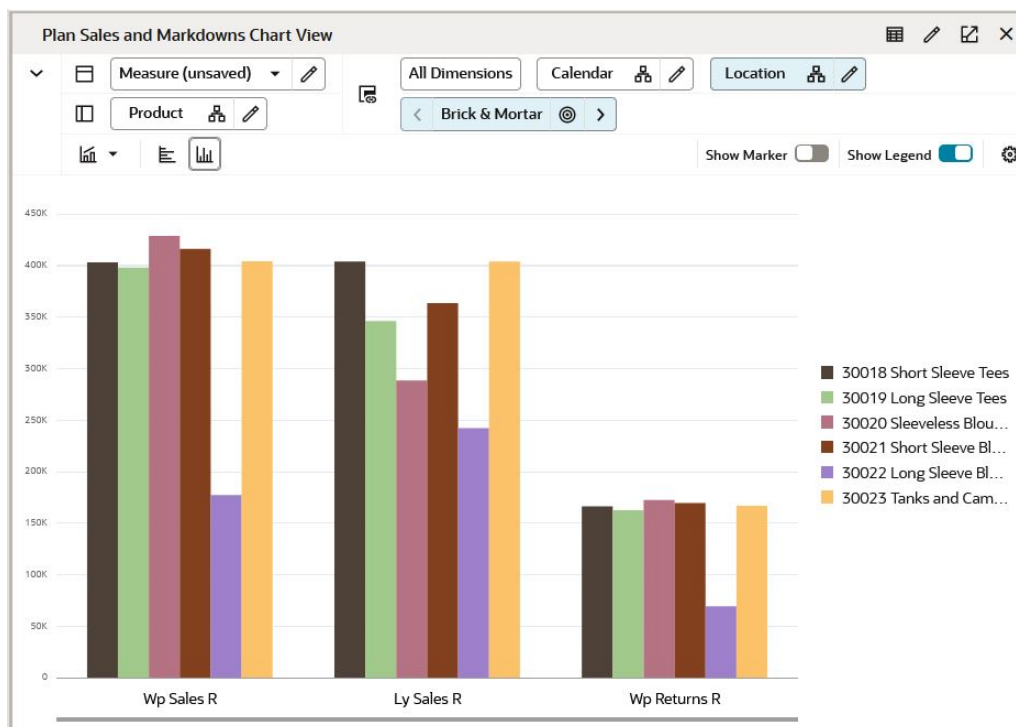 Plan Sales and Markdowns Chart View
Measure (unsaved)
All Dimensions
Calendar
Location
Product
Brick & Mortar
Show Marker
Show Legend
450K
400K
350K
300K
250K
200K
150K
100K
50K
0
Wp Sales R
Ly Sales R
Wp Returns R
30018 Short Sleeve Tees
30019 Long Sleeve Tees
30020 Sleeveless Blou...
30021 Short Sleeve Bl...
30022 Long Sleeve Bl...
30023 Tanks and Cam...